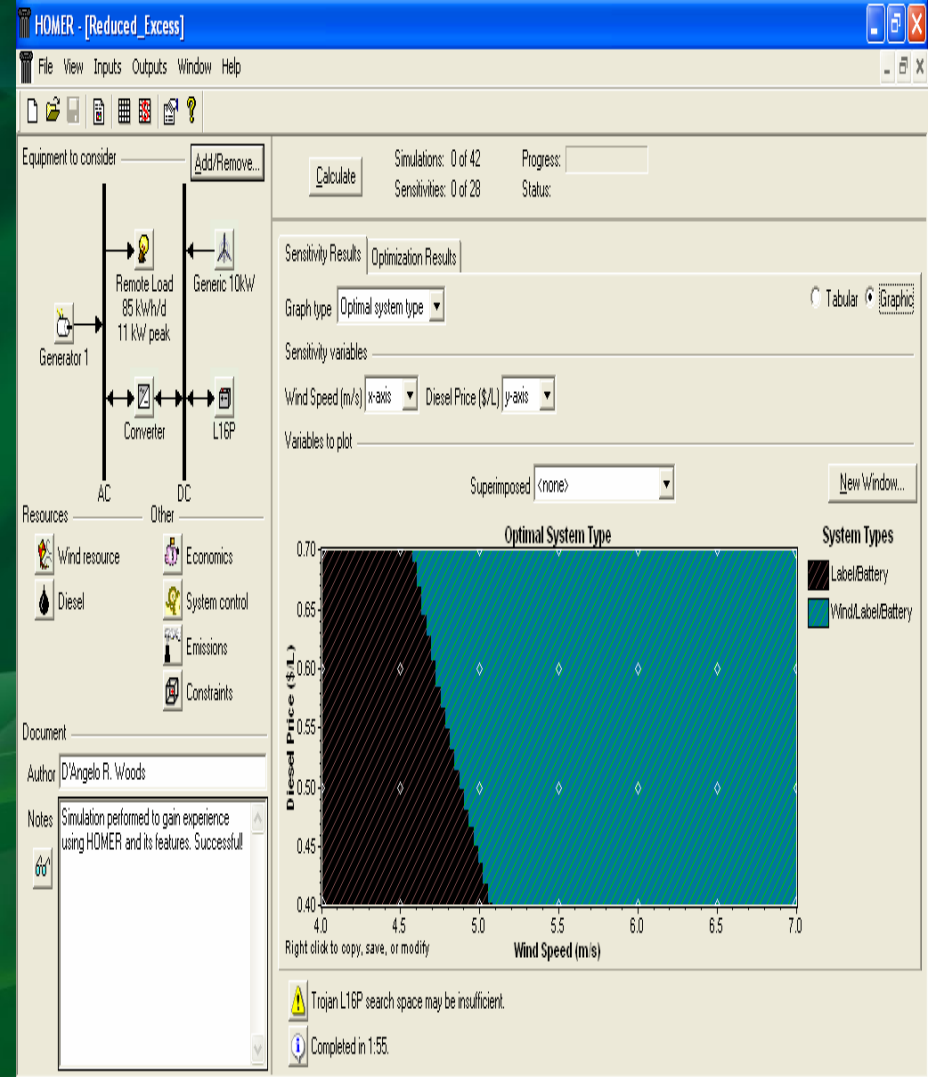 HOMER - [Reduced_Excess]
File View Inputs Outputs Window Help
Equipment to consider
Add/Remove...
Remote Load
85 kWh/d
11 kW peak
Generic 10kW
Generator 1
Converter
L16P
AC
DC
Resources
Other
Wind resource
Economics
Diesel
System control
Emissions
Constraints
Document
Author D'Angelo R. Woods
Notes
Simulation performed to gain experience
using HOMER and its features. Successful!
Calculate
Simulations: 0 of 42
Progress:
Sensitivities: 0 of 28
Status:
Sensitivity Results
Optimization Results
Graph type Optimal system type
Tabular
Graphic
Sensitivity variables
Wind Speed (m/s) x-axis Diesel Price ($/L) y-axis
Variables to plot
Superimposed <none>
New Window...
Optimal System Type
System Types
Label/Battery
Wind/Label/Battery
Diesel Price ($/L)
0.70
0.65
0.60
0.55
0.50
0.45
0.40
4.0 4.5 5.0 5.5 6.0 6.5 7.0
Wind Speed (m/s)
Right click to copy, save, or modify
Trojan L16P search space may be insufficient.
Completed in 1:55.